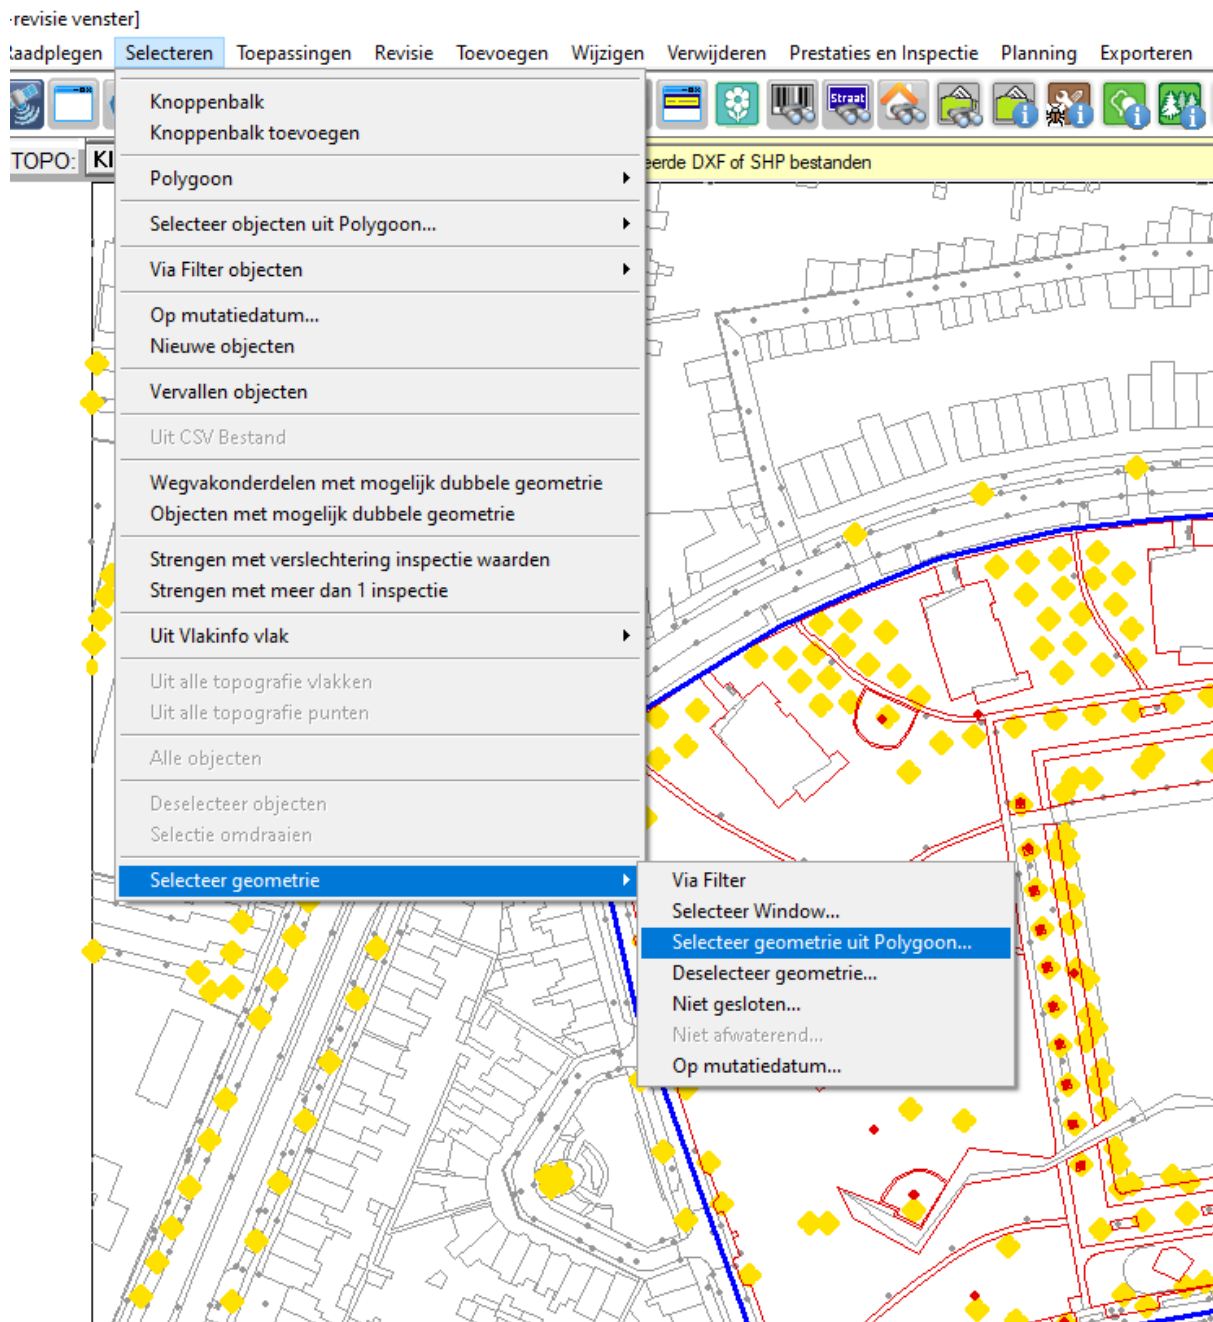 -revisie venster]
Raadplegen Selecteren Toepassingen Revisie Toevoegen Wijzigen Verwijderen Prestaties en Inspectie Planning Exporteren
Straat
TOPO: Kl
eerde DXF of SHP bestanden
Knoppenbalk
Knoppenbalk toevoegen
Polygoon
Selecteer objecten uit Polygoon...
Via Filter objecten
Op mutatiedatum...
Nieuwe objecten
Vervallen objecten
Uit CSV Bestand
Wegvakonderdelen met mogelijk dubbele geometrie
Objecten met mogelijk dubbele geometrie
Strengen met verslechtering inspectie waarden
Strengen met meer dan 1 inspectie
Uit Vlakinfo vlak
Uit alle topografie vlakken
Uit alle topografie punten
Alle objecten
Deselecteer objecten
Selectie omdraaien
Selecteer geometrie
Via Filter
Selecteer Window...
Selecteer geometrie uit Polygoon...
Deselecteer geometrie...
Niet gesloten...
Niet afwaterend...
Op mutatiedatum...